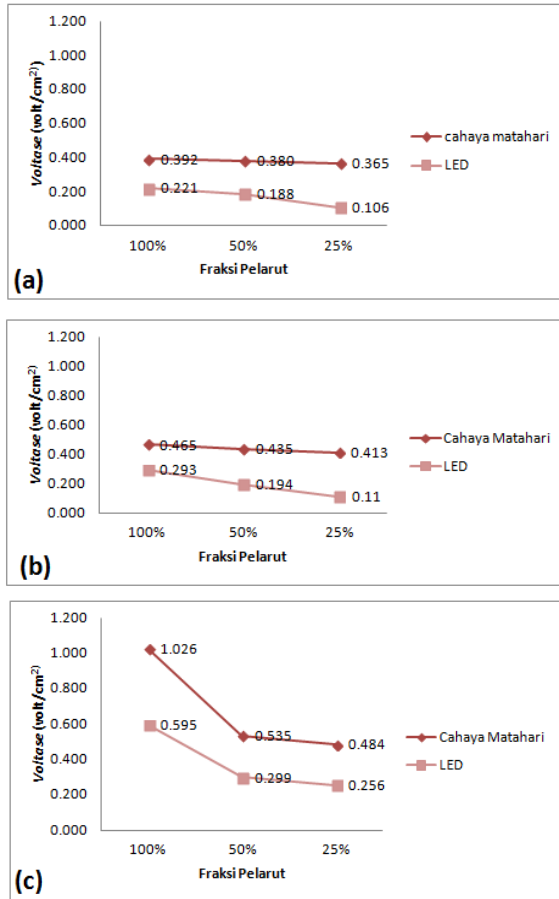 1.200
1.000
0.800
0.600
0.400
0.200
0.000
Voltase (volt/cm²)
0.392 0.380 0.365
0.221 0.188 0.106
cahaya matahari
LED
100% 50% 25%
Fraksi Pelarut
(a)
1.200
1.000
0.800
0.600
0.400
0.200
0.000
Voltase (volt/cm²)
0.465 0.435 0.413
0.293 0.194 0.11
Cahaya Matahari
LED
100% 50% 25%
Fraksi Pelarut
(b)
1.200
1.000
0.800
0.600
0.400
0.200
0.000
Voltase (volt/cm²)
1.026 0.535 0.484
0.595 0.299 0.256
Cahaya Matahari
LED
100% 50% 25%
Fraksi Pelarut
(c)